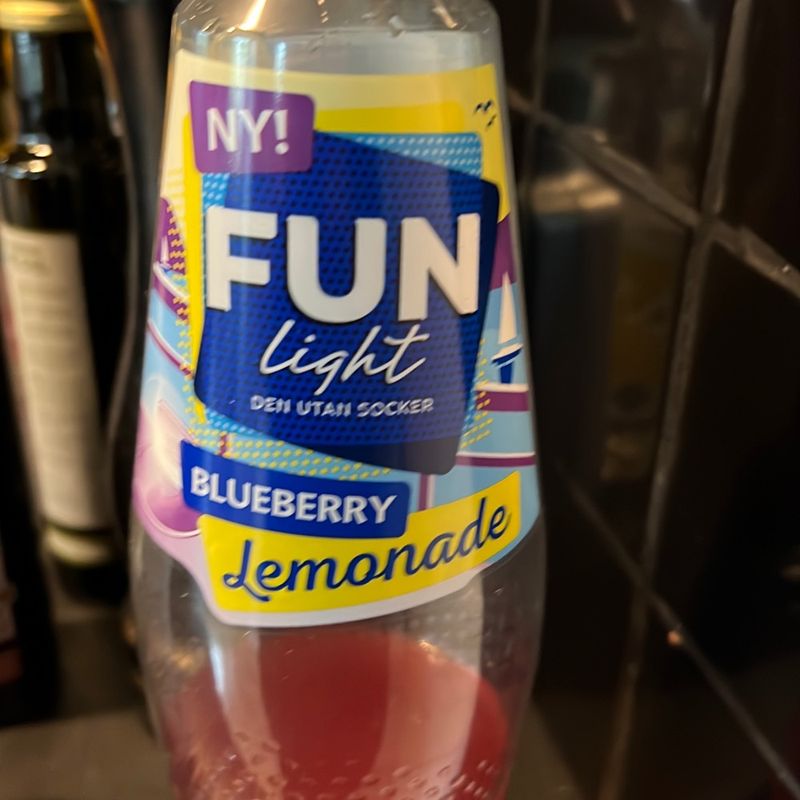 NY!
FUN
light
DEN UTAN SOCKER
BLUEBERRY
Lemonade